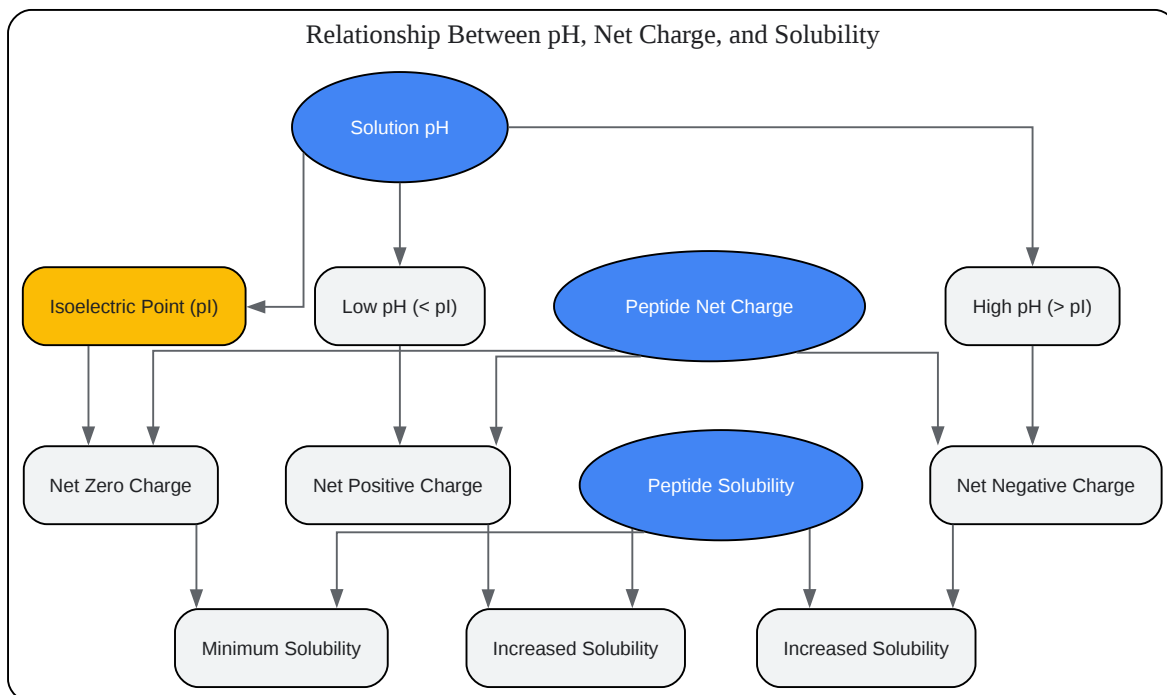 Relationship Between pH, Net Charge, and Solubility
Solution pH
Isoelectric Point (pI)
Low pH (< pI)
Peptide Net Charge
High pH (> pI)
Net Zero Charge
Net Positive Charge
Peptide Solubility
Net Negative Charge
Minimum Solubility
Increased Solubility
Increased Solubility